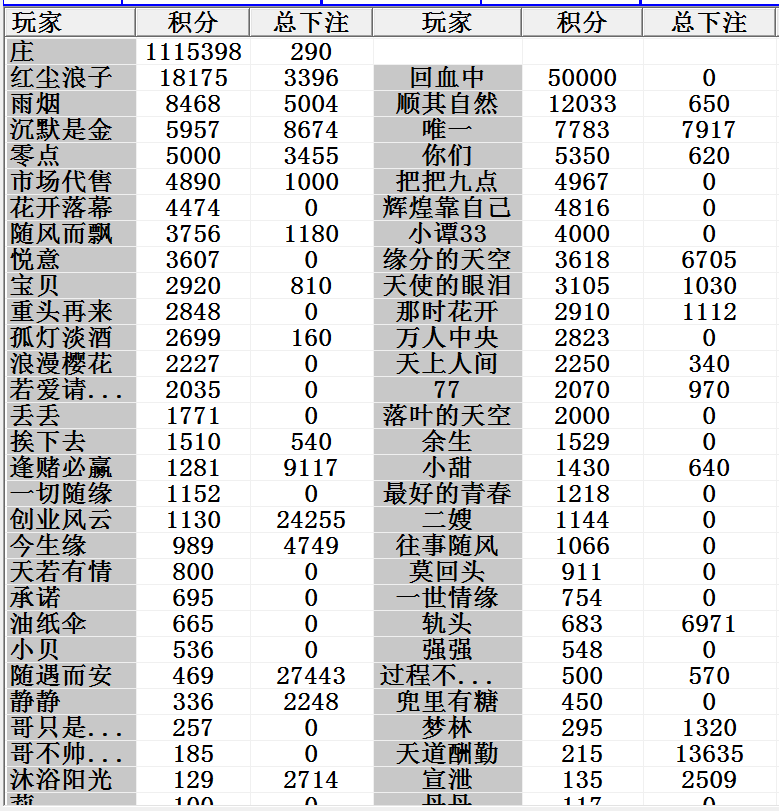 玩家 积分 总下注 玩家 积分 总下注
庄 1115398 290
红尘浪子 18175 3396 回血中 50000 0
雨烟 8468 5004 顺其自然 12033 650
沉默是金 5957 8674 唯一 7783 7917
零点 5000 3455 你们 5350 620
市场代售 4890 1000 把把九点 4967 0
花开落幕 4474 0 辉煌靠自己 4816 0
随风而飘 3756 1180 小谭33 4000 0
悦意 3607 0 缘分的天空 3618 6705
宝贝 2920 810 天使的眼泪 3105 1030
重头再来 2848 0 那时花开 2910 1112
孤灯淡酒 2699 160 万人中央 2823 0
浪漫樱花 2227 0 天上人间 2250 340
若爱请... 2035 0 77 2070 970
丢丢 1771 0 落叶的天空 2000 0
挨下去 1510 540 余生 1529 0
逢赌必赢 1281 9117 小甜 1430 640
一切随缘 1152 0 最好的青春 1218 0
创业风云 1130 24255 二嫂 1144 0
今生缘 989 4749 往事随风 1066 0
天若有情 800 0 莫回头 911 0
承诺 695 0 一世情缘 754 0
油纸伞 665 0 轨头 683 6971
小贝 536 0 强强 548 0
随遇而安 469 27443 过程不... 500 570
静静 336 2248 兜里有糖 450 0
哥只是... 257 0 梦林 295 1320
哥不帅... 185 0 天道酬勤 215 13635
沐浴阳光 129 2714 宣泄 135 2509